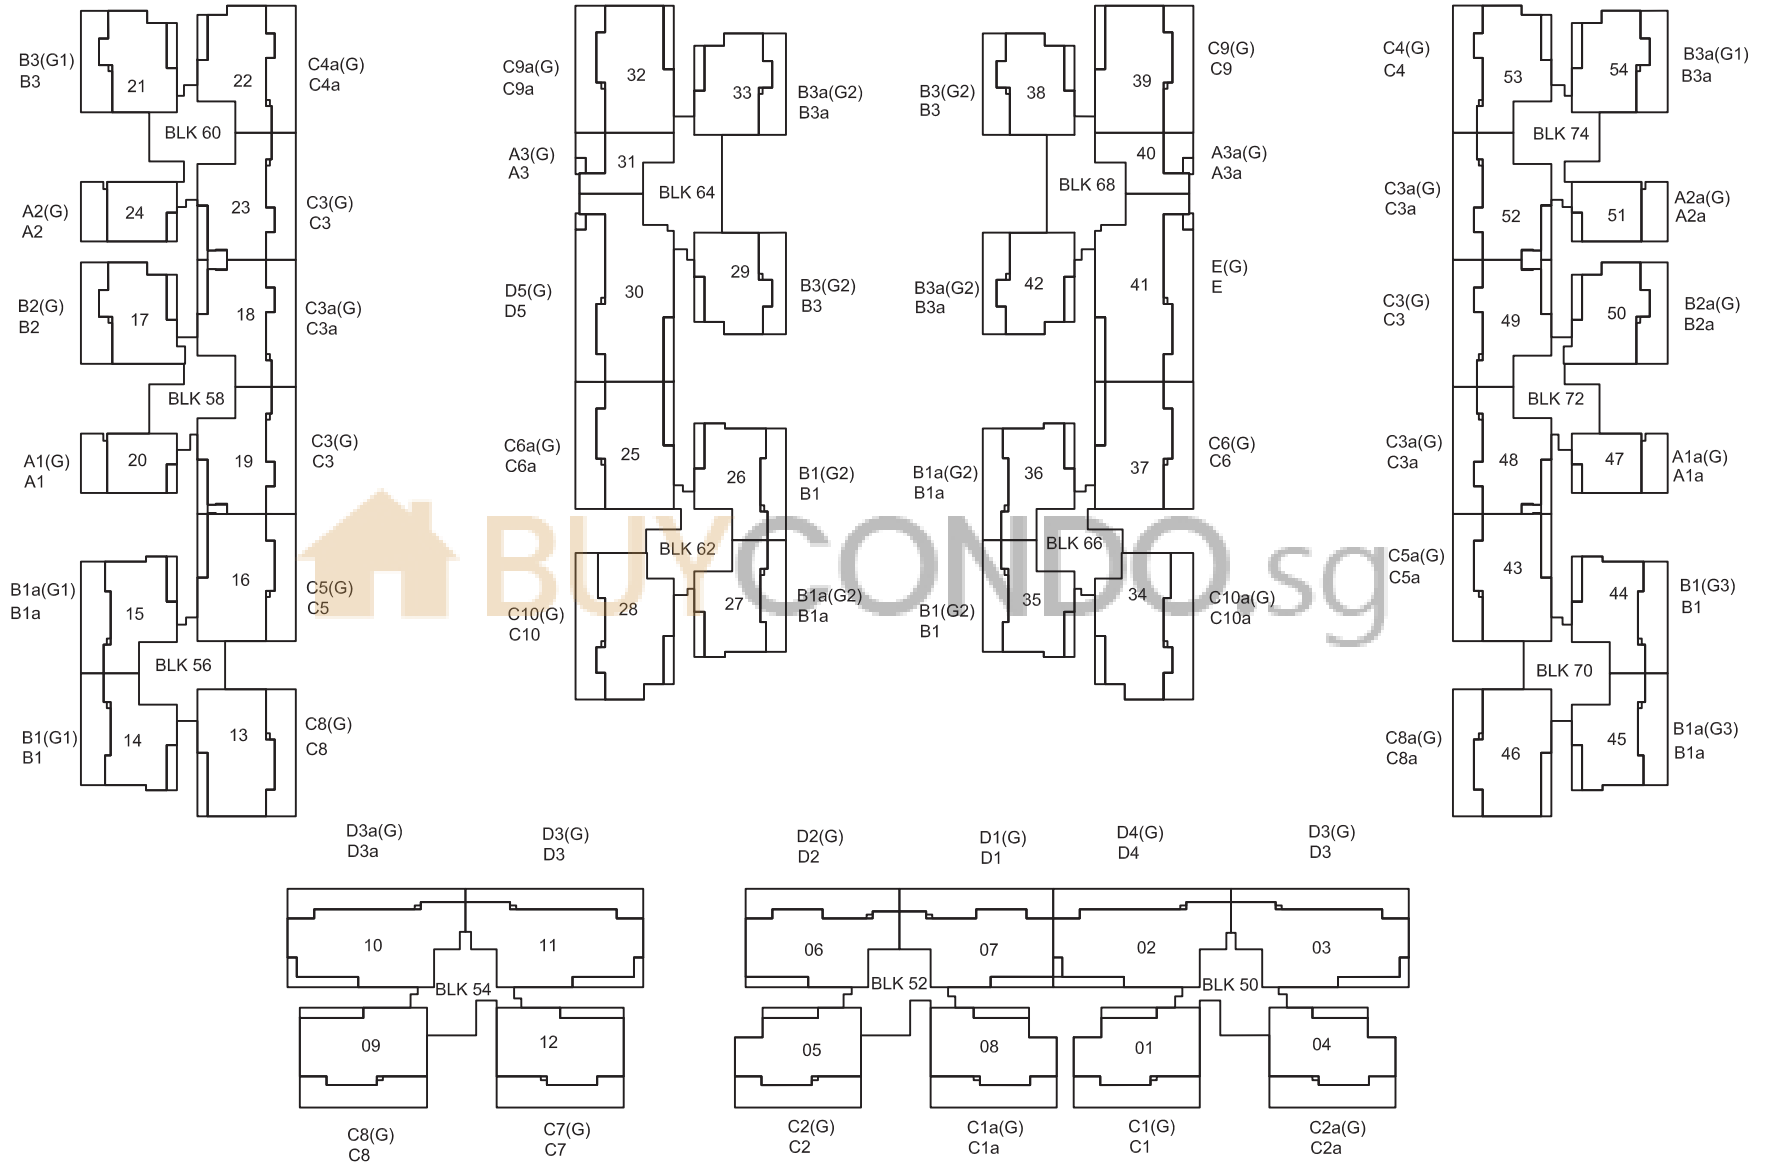 B3(G1)
B3
21
22
C4a(G)
C4a
BLK 60
A2(G)
A2
24
23
C3(G)
C3
B2(G)
B2
17
18
C3a(G)
C3a
BLK 58
A1(G)
A1
20
19
C3(G)
C3
B1a(G1)
B1a
15
16
C5(G)
C5
BLK 56
B1(G1)
B1
14
13
C8(G)
C8
C9a(G)
C9a
32
33
B3a(G2)
B3a
A3(G)
A3
31
BLK 64
D5(G)
D5
30
29
B3(G2)
B3
C6a(G)
C6a
25
26
B1(G2)
B1
BLK 62
C10(G)
C10
28
27
B1a(G2)
B1a
B3(G2)
B3
38
39
C9(G)
C9
40
A3a(G)
A3a
BLK 68
B3a(G2)
B3a
42
41
E(G)
E
B1a(G2)
B1a
36
37
C6(G)
C6
BLK 66
B1(G2)
B1
35
34
C10a(G)
C10a
C4(G)
C4
53
54
B3a(G1)
B3a
BLK 74
C3a(G)
C3a
52
51
A2a(G)
A2a
C3(G)
C3
49
50
B2a(G)
B2a
BLK 72
C3a(G)
C3a
48
47
A1a(G)
A1a
C5a(G)
C5a
43
44
B1(G3)
B1
BLK 70
C8a(G)
C8a
46
45
B1a(G3)
B1a
BUYCONDO.sg
D3a(G)
D3a
D3(G)
D3
10
11
BLK 54
09
12
C8(G)
C8
C7(G)
C7
D2(G)
D2
D1(G)
D1
06
07
BLK 52
05
08
C2(G)
C2
C1a(G)
C1a
D4(G)
D4
D3(G)
D3
02
03
BLK 50
01
04
C1(G)
C1
C2a(G)
C2a